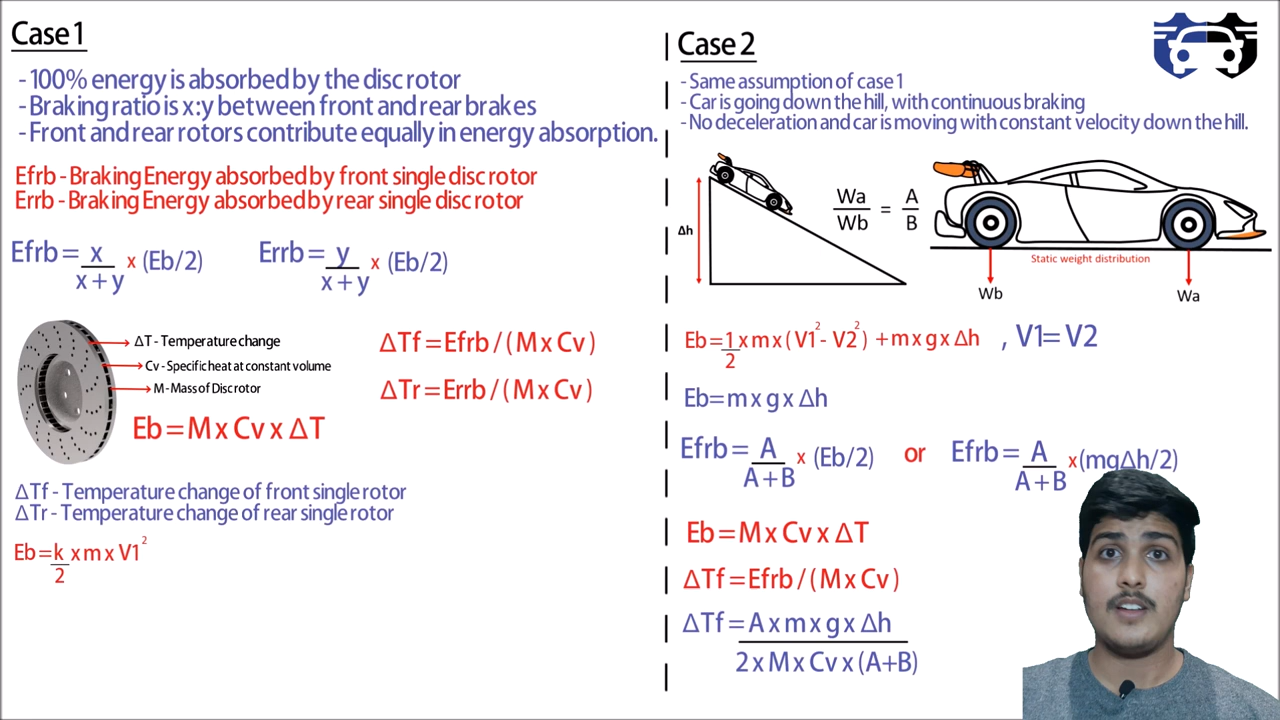 Case 1
- 100% energy is absorbed by the disc rotor
- Braking ratio is x:y between front and rear brakes
- Front and rear rotors contribute equally in energy absorption.
Efrb - Braking Energy absorbed by front single disc rotor
Errb - Braking Energy absorbed by rear single disc rotor
Efrb = x/x + y x (Eb/2)
Errb = y/x + y x (Eb/2)
ΔT - Temperature change
Cv - Specific heat at constant volume
M - Mass of Disc rotor
Eb = M x Cv x ΔT
ΔTf = Efrb / ( M x Cv )
ΔTr = Errb / ( M x Cv )
ΔTf - Temperature change of front single rotor
ΔTr - Temperature change of rear single rotor
Eb = k/2 x m x V1²
Case 2
- Same assumption of case 1
- Car is going down the hill, with continuous braking
- No deceleration and car is moving with constant velocity down the hill.
Δh
Wa/Wb = A/B
Static weight distribution
Wb
Wa
Eb = 1/2 x m x ( V1² - V2² ) + m x g x Δh , V1 = V2
Eb = m x g x Δh
Efrb = A/A + B x (Eb/2) or Efrb = A/A + B x (mgΔh/2)
Eb = M x Cv x ΔT
ΔTf = Efrb / ( M x Cv )
ΔTf = A x m x g x Δh
2 x M x Cv x (A+B)